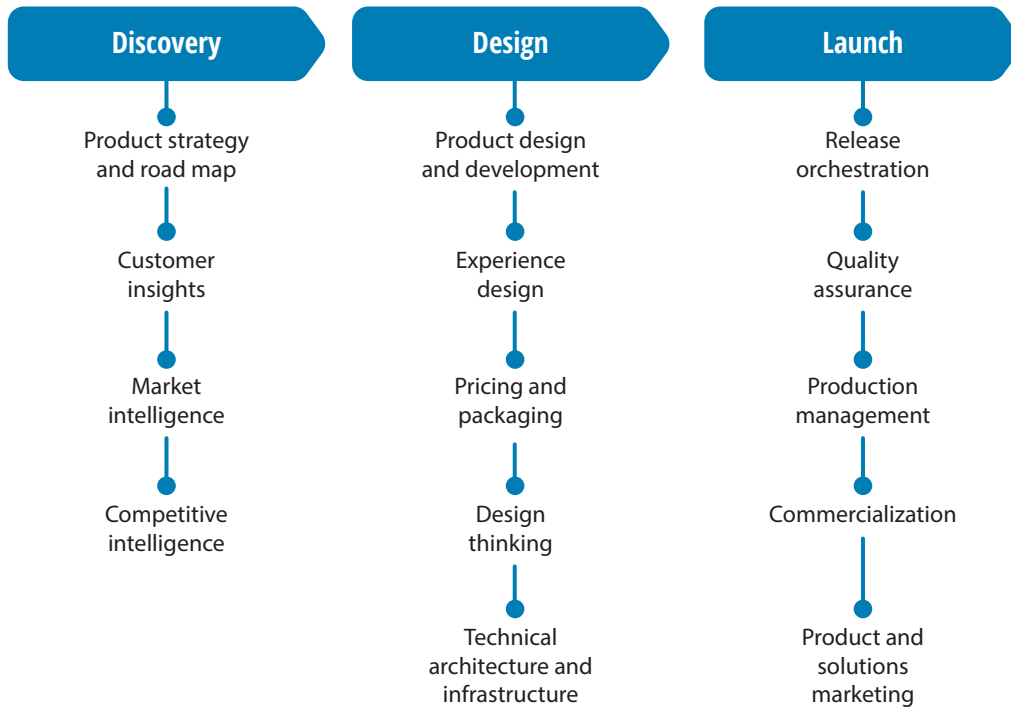 Discovery
Product strategy
and road map
Customer
insights
Market
intelligence
Competitive
intelligence
Design
Product design
and development
Experience
design
Pricing and
packaging
Design
thinking
Technical
architecture and
infrastructure
Launch
Release
orchestration
Quality
assurance
Production
management
Commercialization
Product and
solutions
marketing